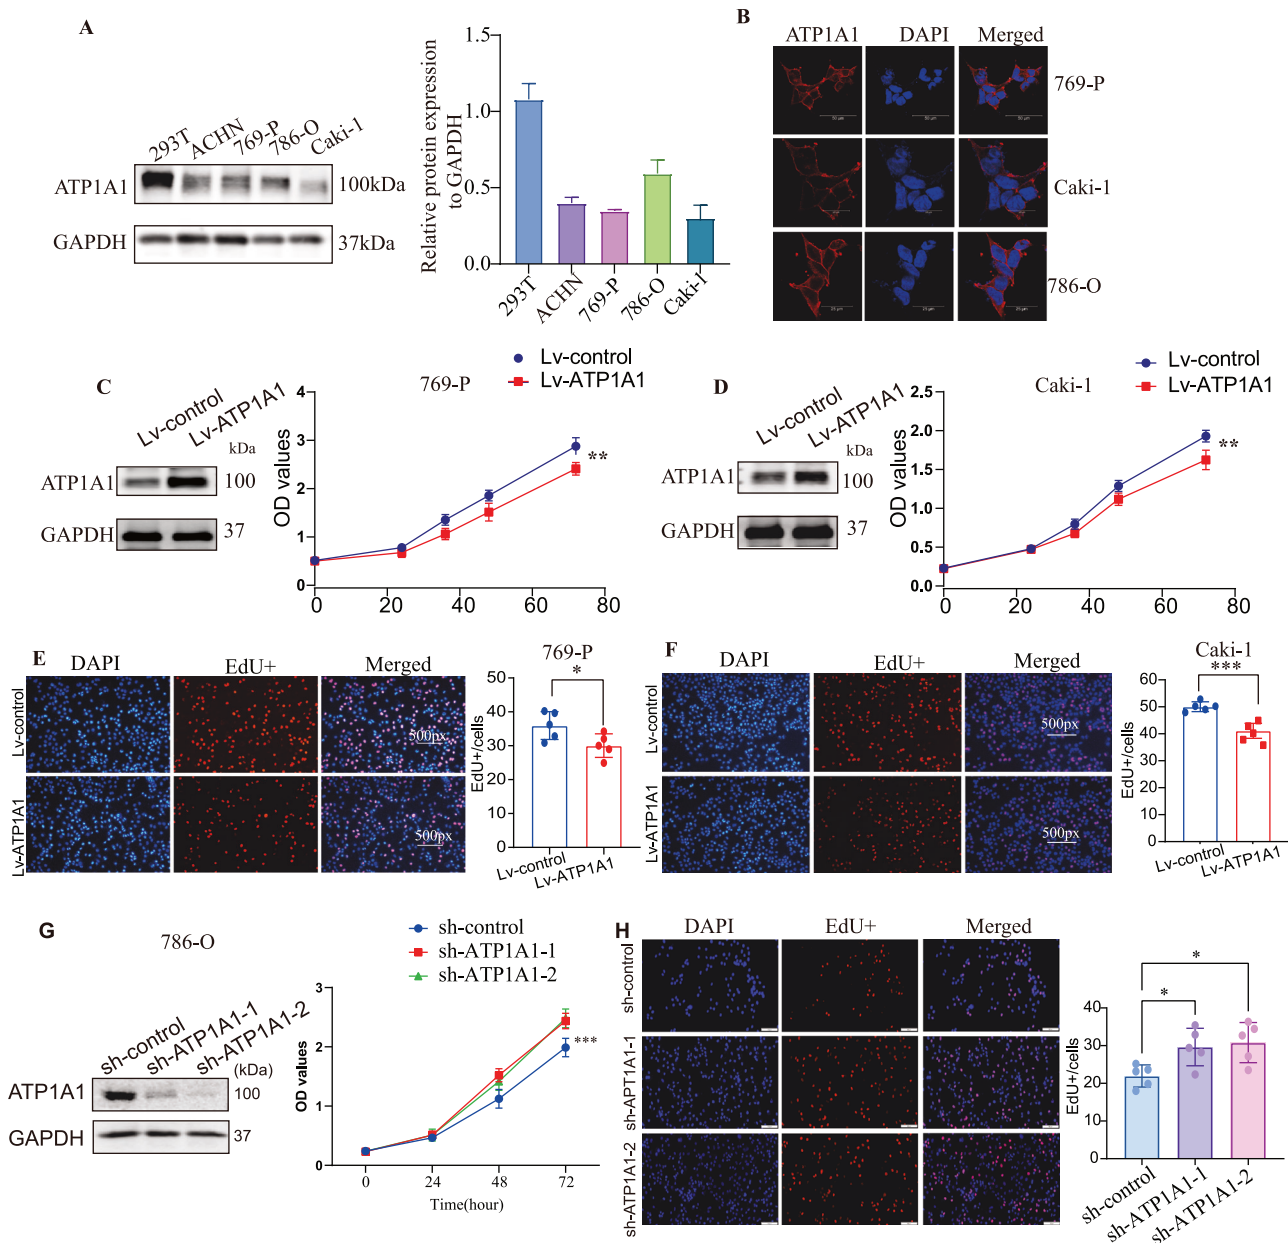 A
293T
ACHN
769-P
786-O
Caki-1
ATP1A1
100kDa
GAPDH
37kDa
Relative protein expression
to GAPDH
1.5
1.0
0.5
0.0
293T
ACHN
769-P
786-O
Caki-1
B
ATP1A1 DAPI Merged
769-P
50 μm
Caki-1
786-O
25 μm
C
Lv-control
Lv-ATP1A1
kDa
ATP1A1
100
GAPDH
37
769-P
Lv-control
Lv-ATP1A1
OD values
4
3
2
1
0
**
0 20 40 60 80
D
Lv-control
Lv-ATP1A1
ATP1A1
100
GAPDH
37
kDa
Caki-1
Lv-control
Lv-ATP1A1
OD values
2.5
2.0
1.5
1.0
0.5
0.0
**
0 20 40 60 80
E
DAPI EdU+ Merged
Lv-control
500px
Lv-ATP1A1
500px
769-P
*
EdU+/cells
50
40
30
20
10
0
Lv-control
Lv-ATP1A1
F
DAPI EdU+ Merged
Lv-control
500px
Lv-ATP1A1
500px
Caki-1
***
EdU+/cells
60
50
40
30
20
10
0
Lv-control
Lv-ATP1A1
G
786-O
sh-control
sh-ATP1A1-1
sh-ATP1A1-2
(kDa)
ATP1A1
100
GAPDH
37
sh-control
sh-ATP1A1-1
sh-ATP1A1-2
OD values
3
2
1
0
***
0 24 48 72
Time(hour)
H
DAPI EdU+ Merged
sh-control
sh-APT1A1-1
sh-ATP1A1-2
*
*
EdU+/cells
40
30
20
10
0
sh-control
sh-ATP1A1-1
sh-ATP1A1-2